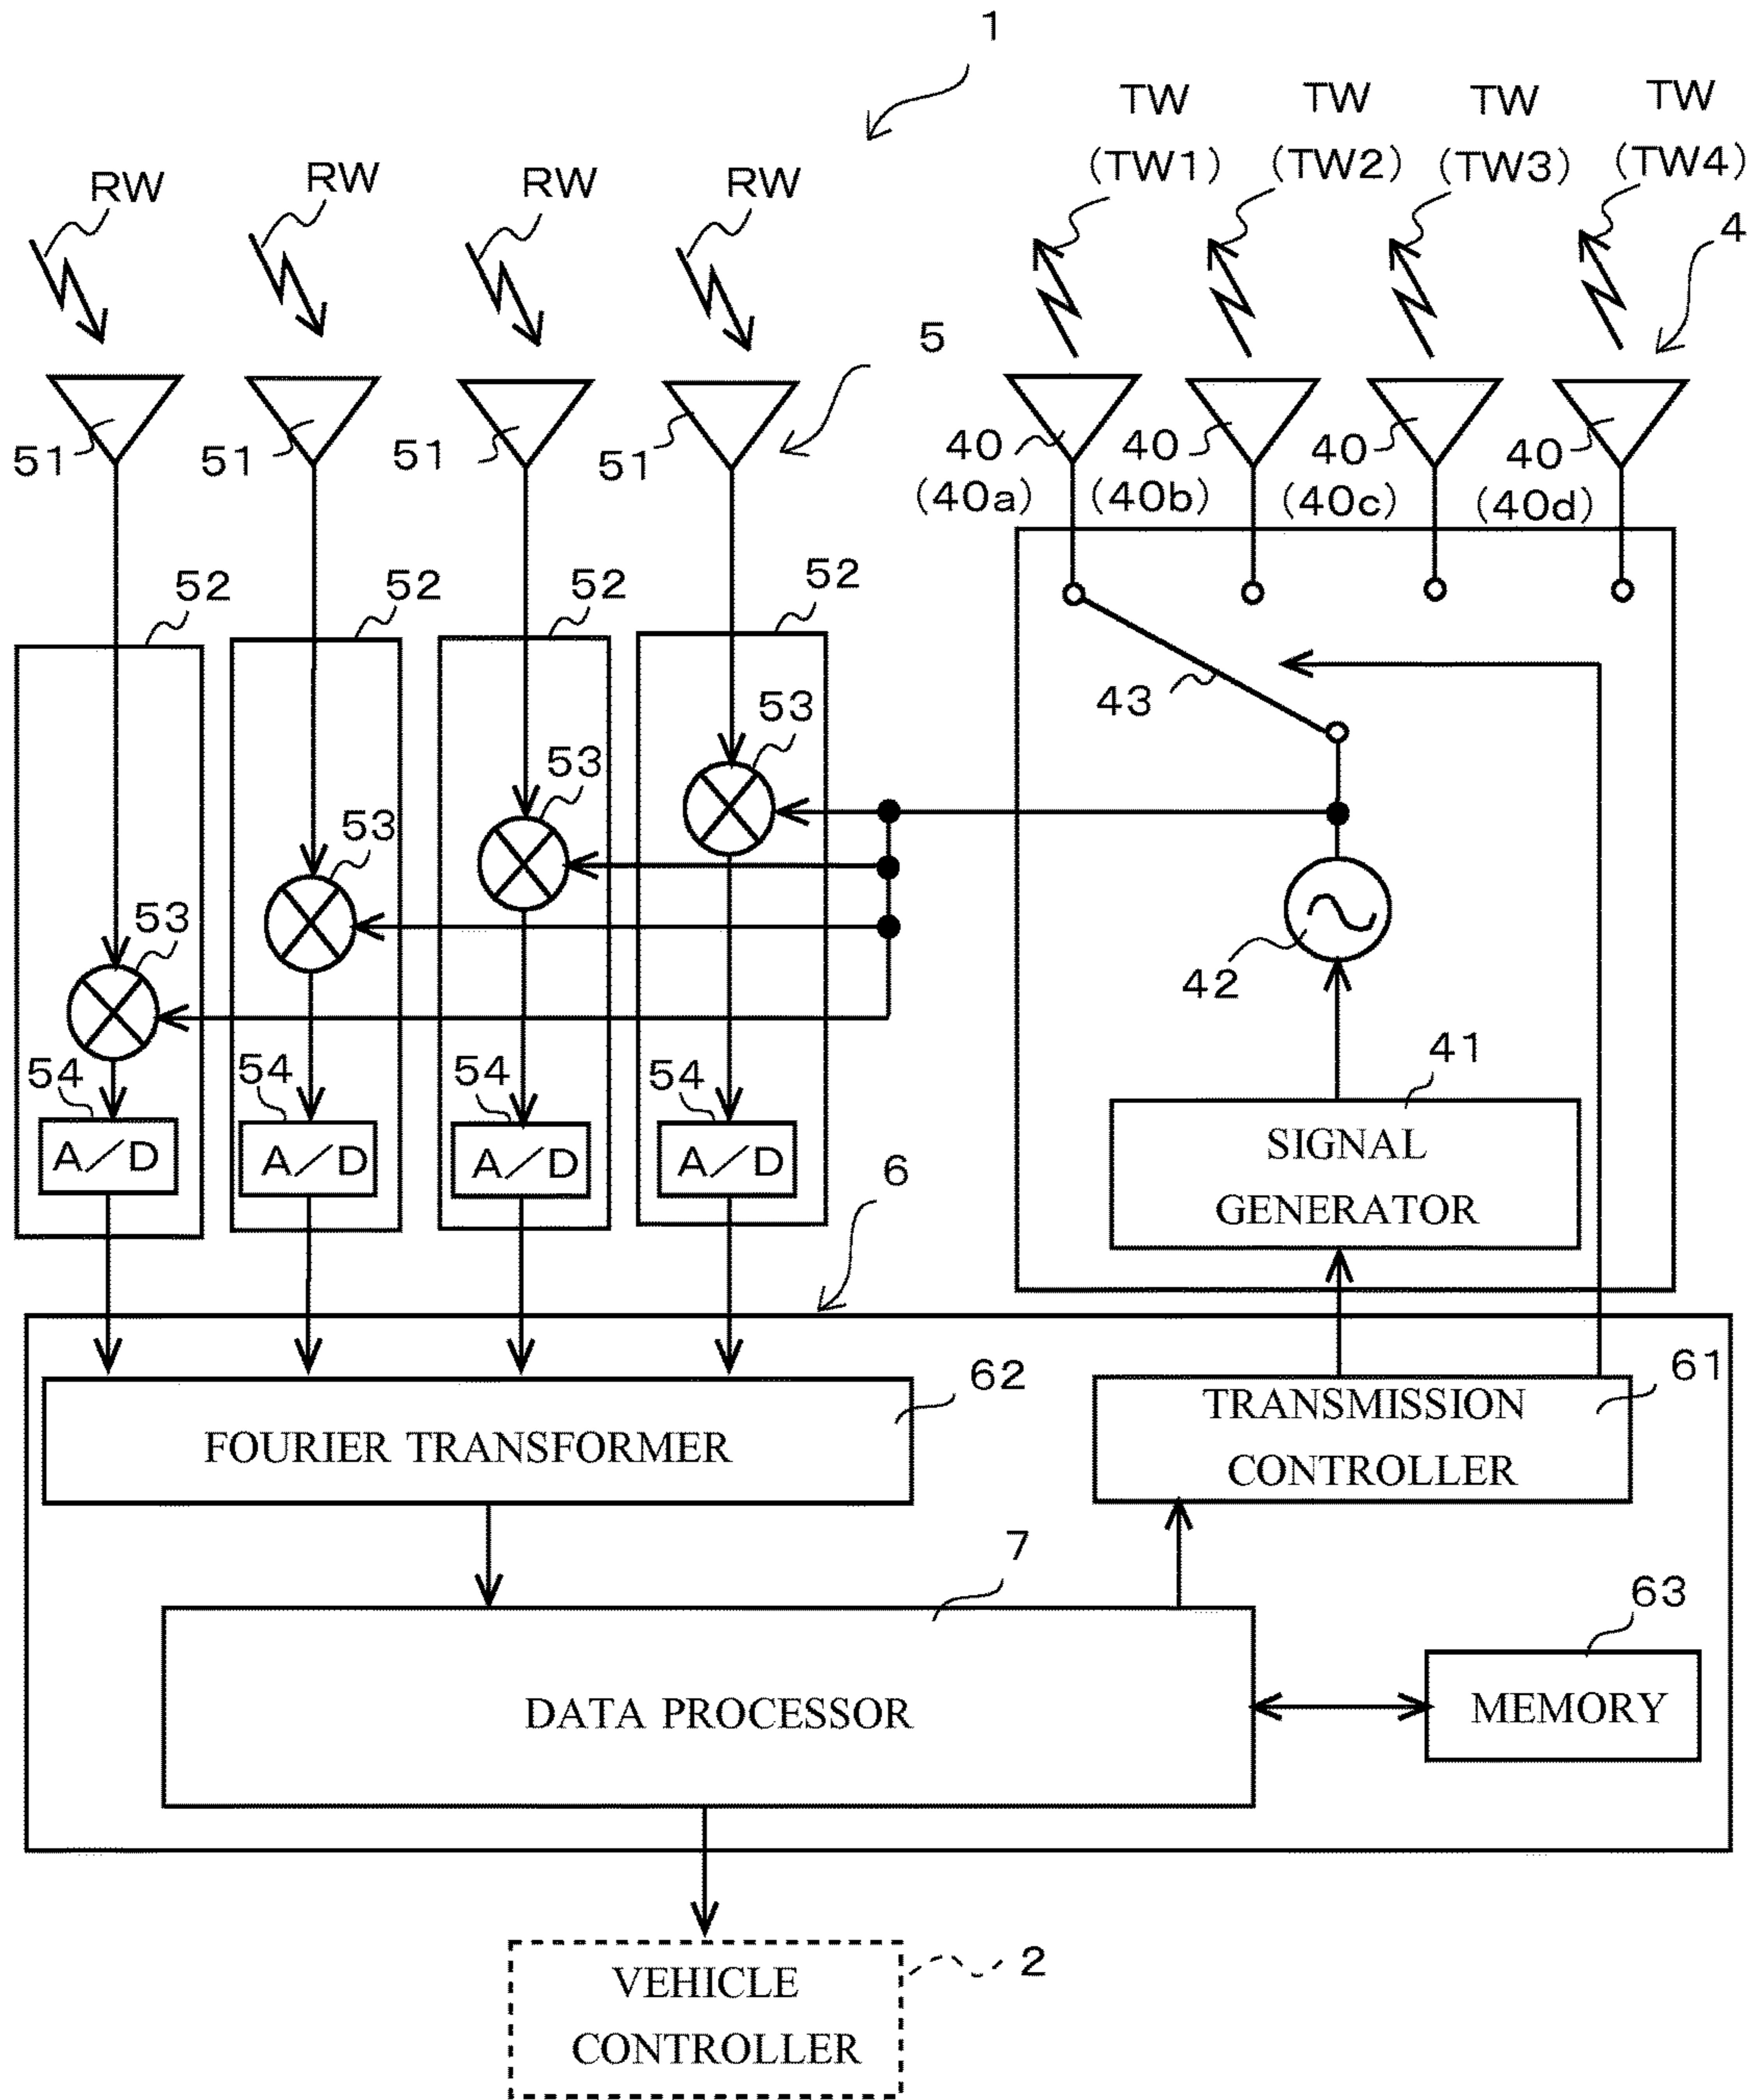 1
TW TW TW TW
(TW1) (TW2) (TW3) (TW4)
RW RW RW RW
4
5
51 51 51 51 40 40 40 40
(40a) (40b) (40c) (40d)
52 52 52 52
43
53 53 53 53
42
54 54 54 54 41
A/D A/D A/D A/D
SIGNAL
GENERATOR
6
62 61
FOURIER TRANSFORMER
TRANSMISSION
CONTROLLER
7
63
DATA PROCESSOR
MEMORY
2
VEHICLE
CONTROLLER